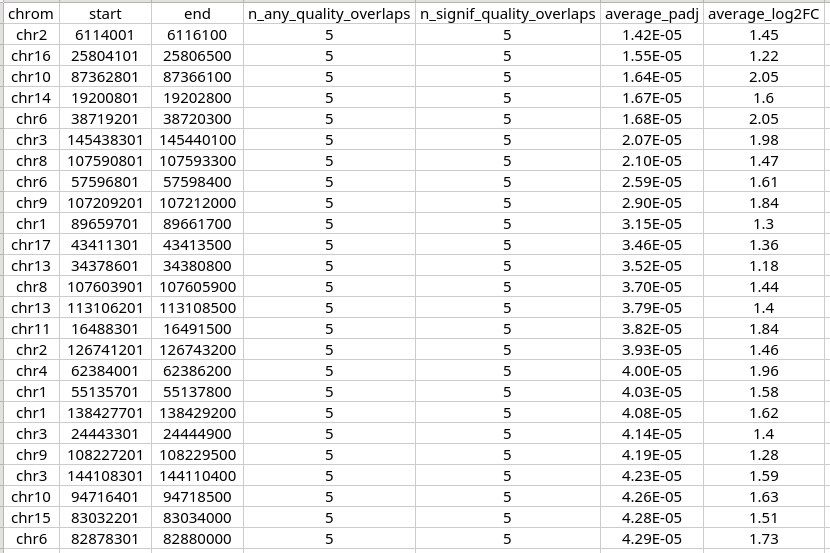 chrom start end n_any_quality_overlaps n_signif_quality_overlaps average_padj average_log2FC
chr2 6114001 6116100 5 5 1.42E-05 1.45
chr16 25804101 25806500 5 5 1.55E-05 1.22
chr10 87362801 87366100 5 5 1.64E-05 2.05
chr14 19200801 19202800 5 5 1.67E-05 1.6
chr6 38719201 38720300 5 5 1.68E-05 2.05
chr3 145438301 145440100 5 5 2.07E-05 1.98
chr8 107590801 107593300 5 5 2.10E-05 1.47
chr6 57596801 57598400 5 5 2.59E-05 1.61
chr9 107209201 107212000 5 5 2.90E-05 1.84
chr1 89659701 89661700 5 5 3.15E-05 1.3
chr17 43411301 43413500 5 5 3.46E-05 1.36
chr13 34378601 34380800 5 5 3.52E-05 1.18
chr8 107603901 107605900 5 5 3.70E-05 1.44
chr13 113106201 113108500 5 5 3.79E-05 1.4
chr11 16488301 16491500 5 5 3.82E-05 1.84
chr2 126741201 126743200 5 5 3.93E-05 1.46
chr4 62384001 62386200 5 5 4.00E-05 1.96
chr1 55135701 55137800 5 5 4.03E-05 1.58
chr1 138427701 138429200 5 5 4.08E-05 1.62
chr3 24443301 24444900 5 5 4.14E-05 1.4
chr9 108227201 108229500 5 5 4.19E-05 1.28
chr3 144108301 144110400 5 5 4.23E-05 1.59
chr10 94716401 94718500 5 5 4.26E-05 1.63
chr15 83032201 83034000 5 5 4.28E-05 1.51
chr6 82878301 82880000 5 5 4.29E-05 1.73